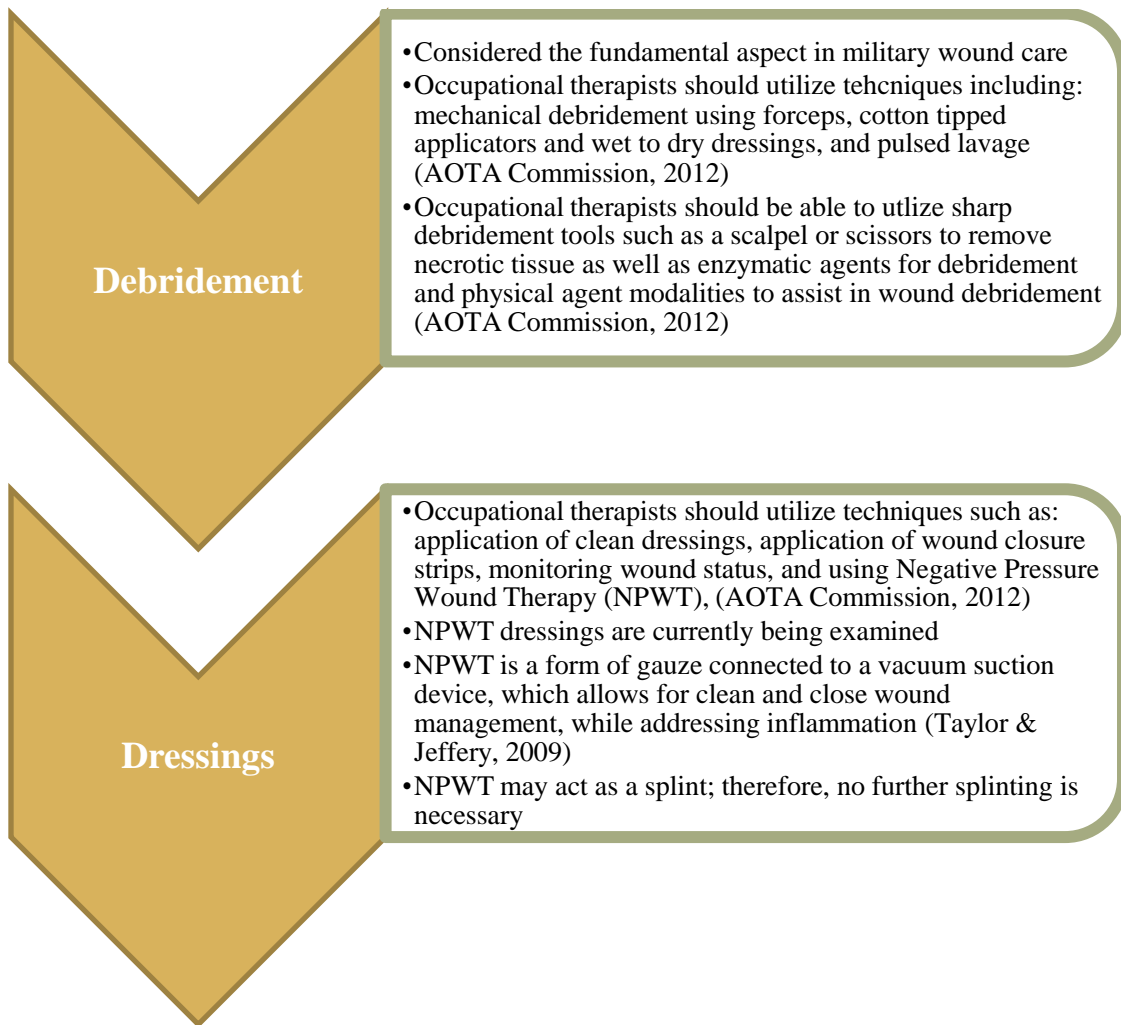 Debridement
•Considered the fundamental aspect in military wound care
•Occupational therapists should utilize tehcniques including:
mechanical debridement using forceps, cotton tipped
applicators and wet to dry dressings, and pulsed lavage
(AOTA Commission, 2012)
•Occupational therapists should be able to utlize sharp
debridement tools such as a scalpel or scissors to remove
necrotic tissue as well as enzymatic agents for debridement
and physical agent modalities to assist in wound debridement
(AOTA Commission, 2012)
Dressings
•Occupational therapists should utilize techniques such as:
application of clean dressings, application of wound closure
strips, monitoring wound status, and using Negative Pressure
Wound Therapy (NPWT), (AOTA Commission, 2012)
•NPWT dressings are currently being examined
•NPWT is a form of gauze connected to a vacuum suction
device, which allows for clean and close wound
management, while addressing inflammation (Taylor &
Jeffery, 2009)
•NPWT may act as a splint; therefore, no further splinting is
necessary